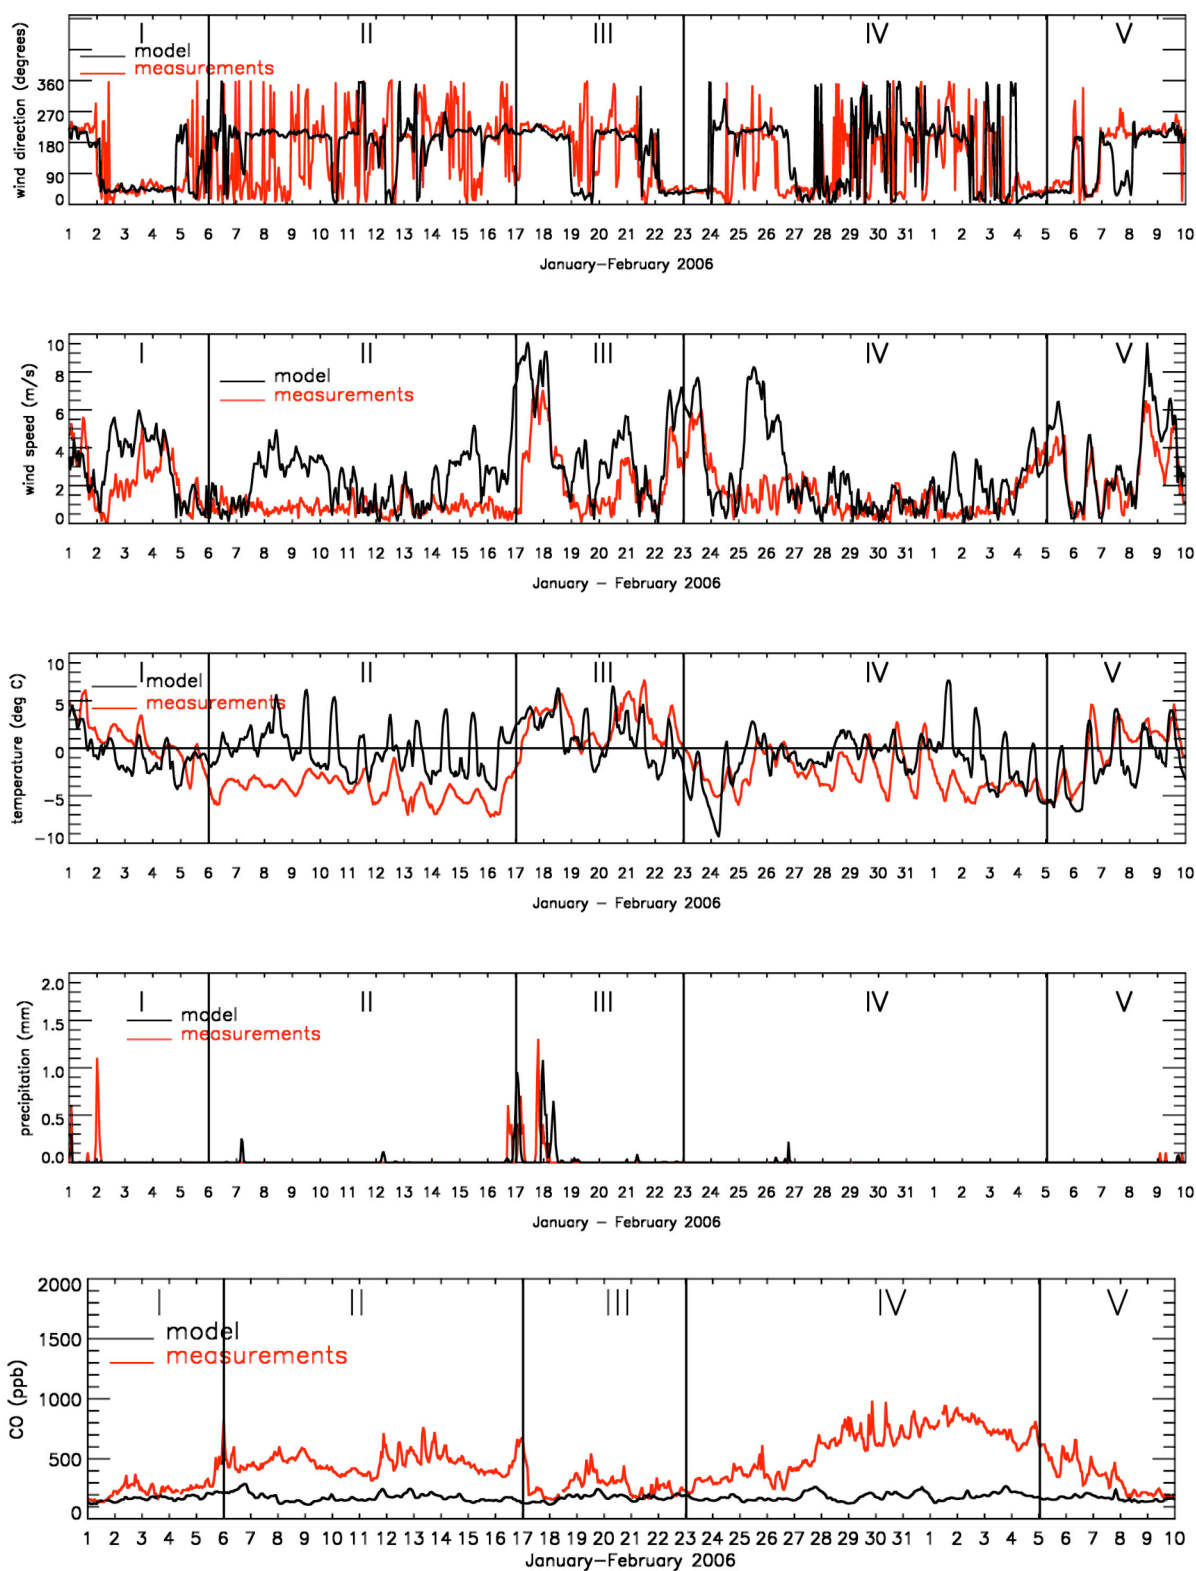 I II III IV V
model
measurements
wind direction (degrees)
360
270
180
90
0
1 2 3 4 5 6 7 8 9 10 11 12 13 14 15 16 17 18 19 20 21 22 23 24 25 26 27 28 29 30 31 1 2 3 4 5 6 7 8 9 10
January-February 2006
I II III IV V
model
measurements
wind speed (m/s)
10
8
6
4
2
0
1 2 3 4 5 6 7 8 9 10 11 12 13 14 15 16 17 18 19 20 21 22 23 24 25 26 27 28 29 30 31 1 2 3 4 5 6 7 8 9 10
January - February 2006
I II III IV V
model
measurements
temperature (deg C)
10
5
0
-5
-10
1 2 3 4 5 6 7 8 9 10 11 12 13 14 15 16 17 18 19 20 21 22 23 24 25 26 27 28 29 30 31 1 2 3 4 5 6 7 8 9 10
January - February 2006
I II III IV V
model
measurements
precipitation (mm)
2.0
1.5
1.0
0.5
0.0
1 2 3 4 5 6 7 8 9 10 11 12 13 14 15 16 17 18 19 20 21 22 23 24 25 26 27 28 29 30 31 1 2 3 4 5 6 7 8 9 10
January - February 2006
I II III IV V
model
measurements
CO (ppb)
2000
1500
1000
500
0
1 2 3 4 5 6 7 8 9 10 11 12 13 14 15 16 17 18 19 20 21 22 23 24 25 26 27 28 29 30 31 1 2 3 4 5 6 7 8 9 10
January-February 2006